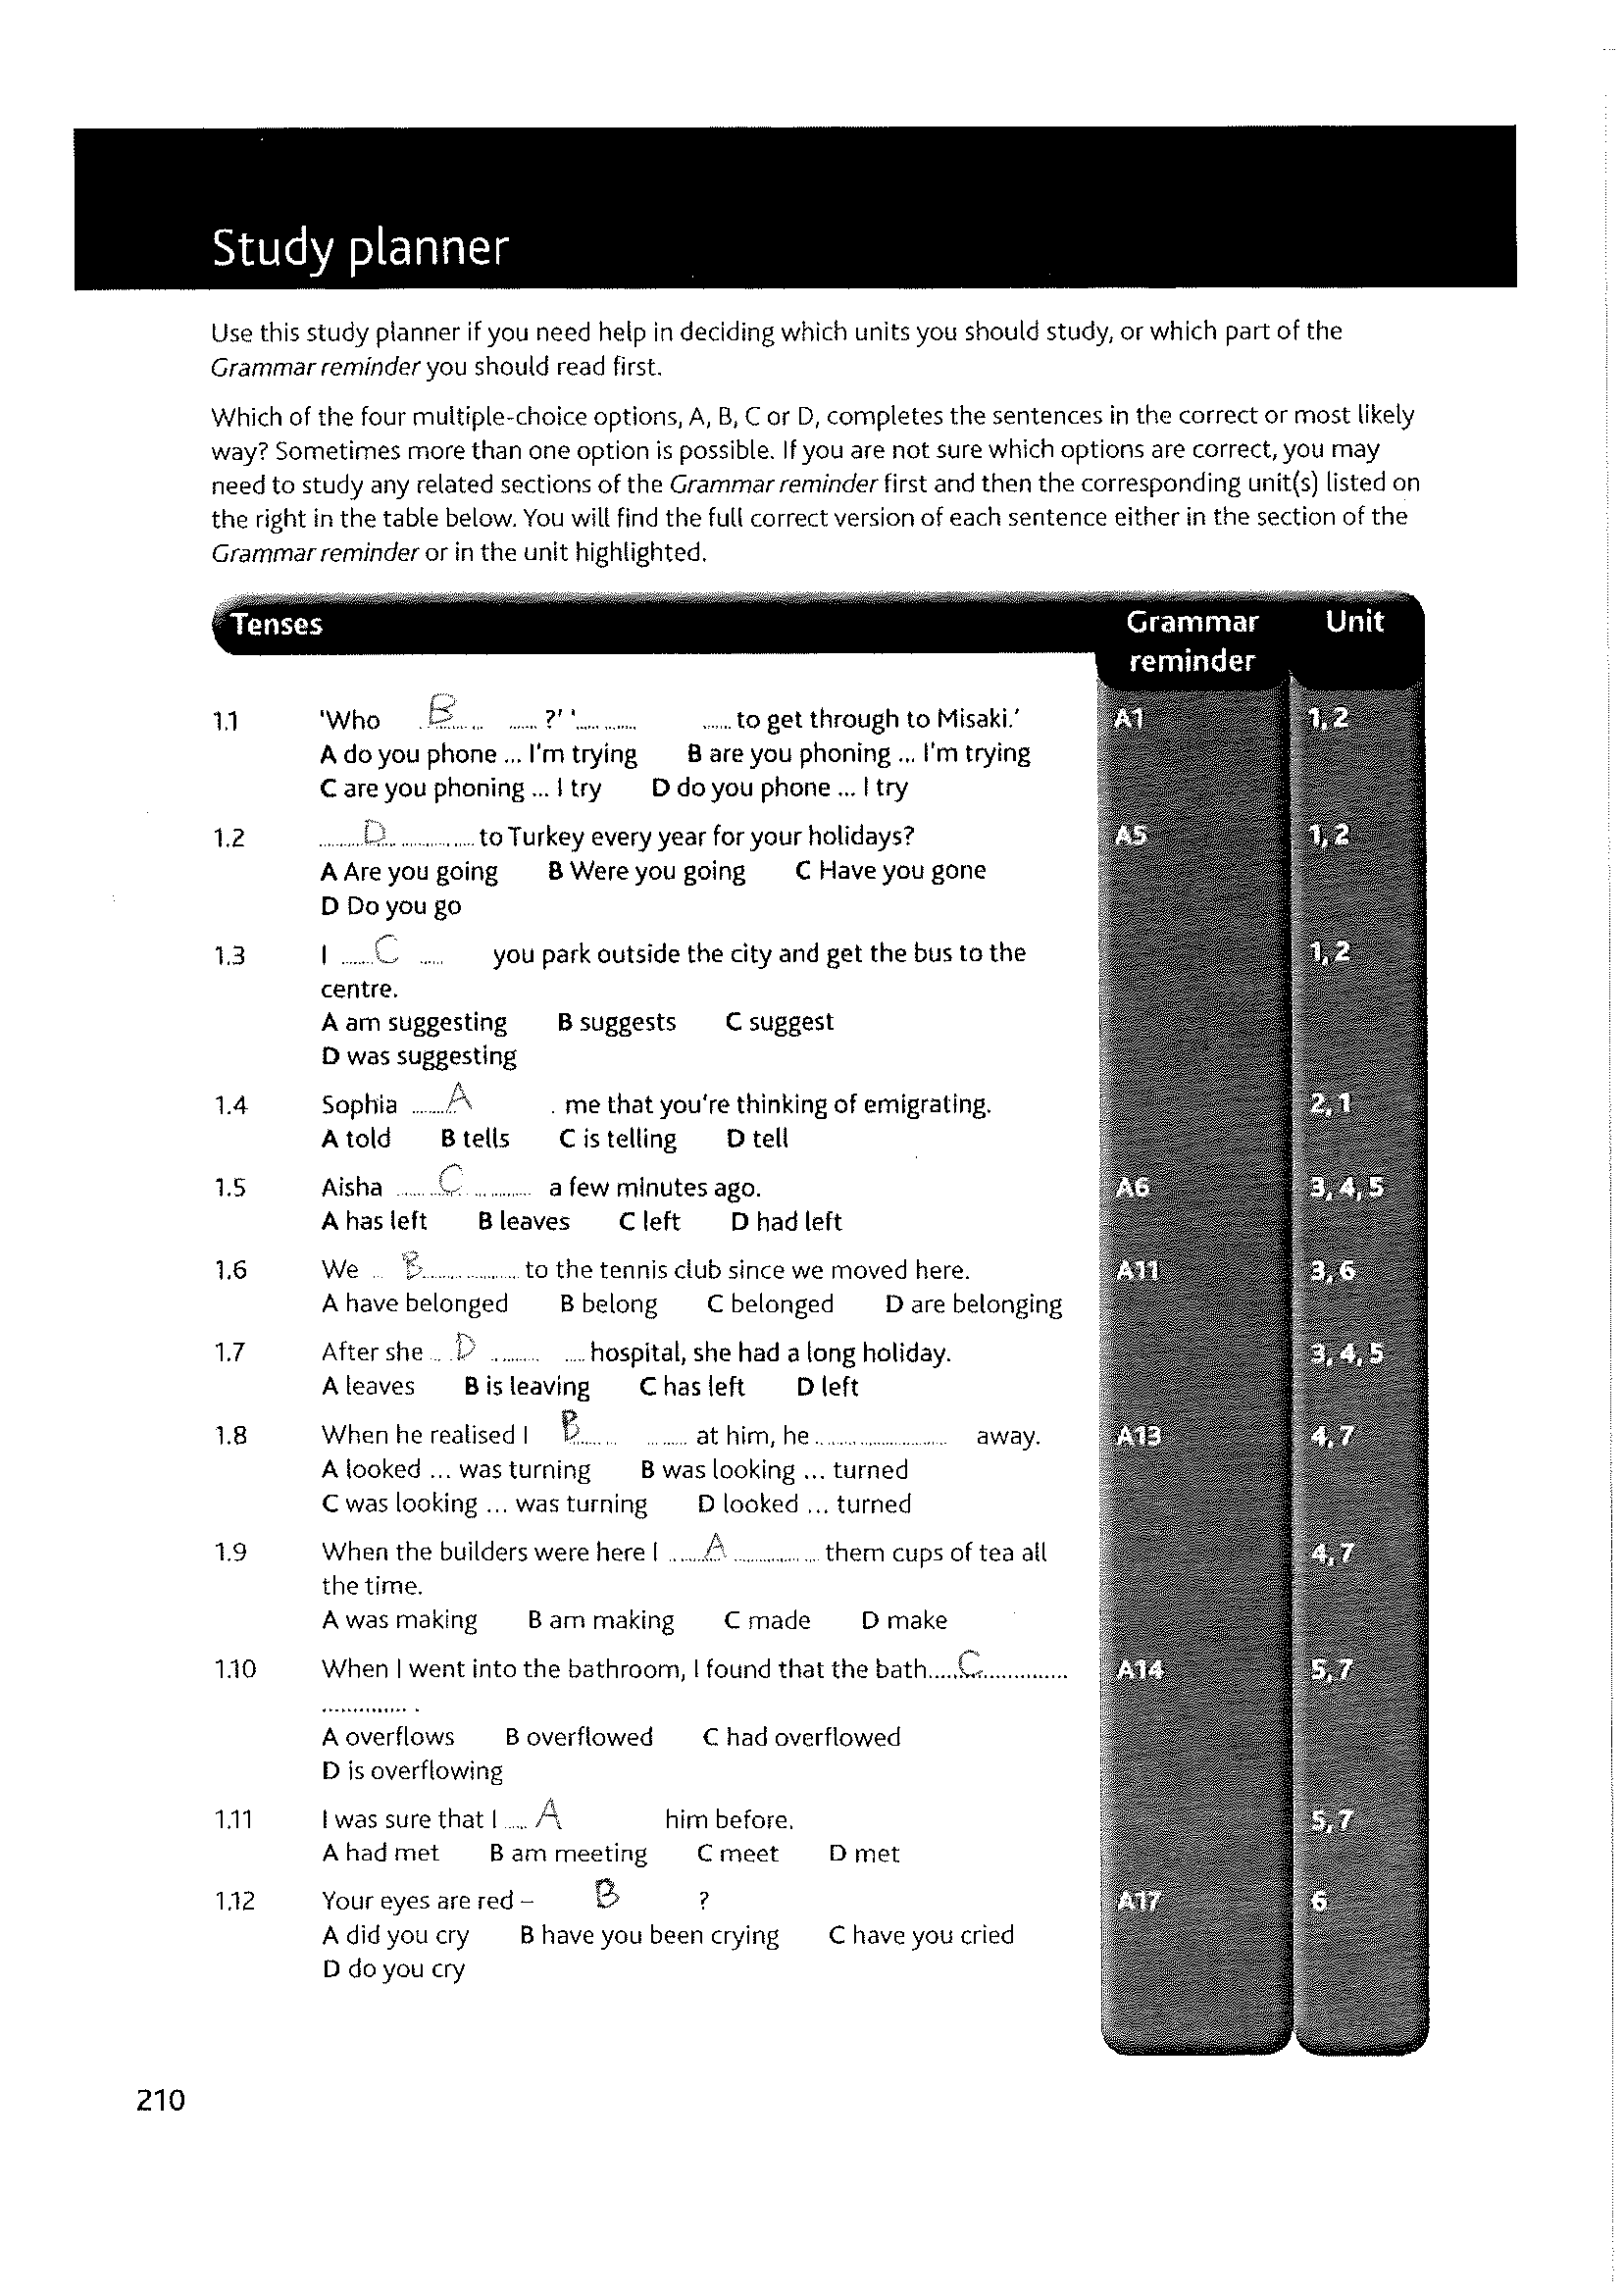 Study planner
Use this study planner if you need help in deciding which units you should study, or which part of the
Grammar reminder you should read first.
Which of the four multiple-choice options, A, B, C or D, completes the sentences in the correct or most likely
way? Sometimes more than one option is possible. If you are not sure which options are correct, you may
need to study any related sections of the Grammar reminder first and then the corresponding unit(s) listed on
the right in the table below. You will find the full correct version of each sentence either in the section of the
Grammar reminder or in the unit highlighted.
Tenses Grammar Unit
reminder
1.1 'Who B ?' ' to get through to Misaki.' A1 1, 2
A do you phone ... I'm trying B are you phoning ... I'm trying
C are you phoning ... I try D do you phone ... I try
1.2 D to Turkey every year for your holidays? A5 1, 2
A Are you going B Were you going C Have you gone
D Do you go
1.3 I C you park outside the city and get the bus to the 1, 2
centre.
A am suggesting B suggests C suggest
D was suggesting
1.4 Sophia A me that you're thinking of emigrating. 2, 1
A told B tells C is telling D tell
1.5 Aisha C a few minutes ago. A6 3, 4, 5
A has left B leaves C left D had left
1.6 We B to the tennis club since we moved here. A11 3, 6
A have belonged B belong C belonged D are belonging
1.7 After she D hospital, she had a long holiday. 3, 4, 5
A leaves B is leaving C has left D left
1.8 When he realised I B at him, he away. A13 4, 7
A looked ... was turning B was looking ... turned
C was looking ... was turning D looked ... turned
1.9 When the builders were here I A them cups of tea all 4, 7
the time.
A was making B am making C made D make
1.10 When I went into the bathroom, I found that the bath C A14 5, 7
A overflows B overflowed C had overflowed
D is overflowing
1.11 I was sure that I A him before. 5, 7
A had met B am meeting C meet D met
1.12 Your eyes are red – B ? A17 6
A did you cry B have you been crying C have you cried
D do you cry
210